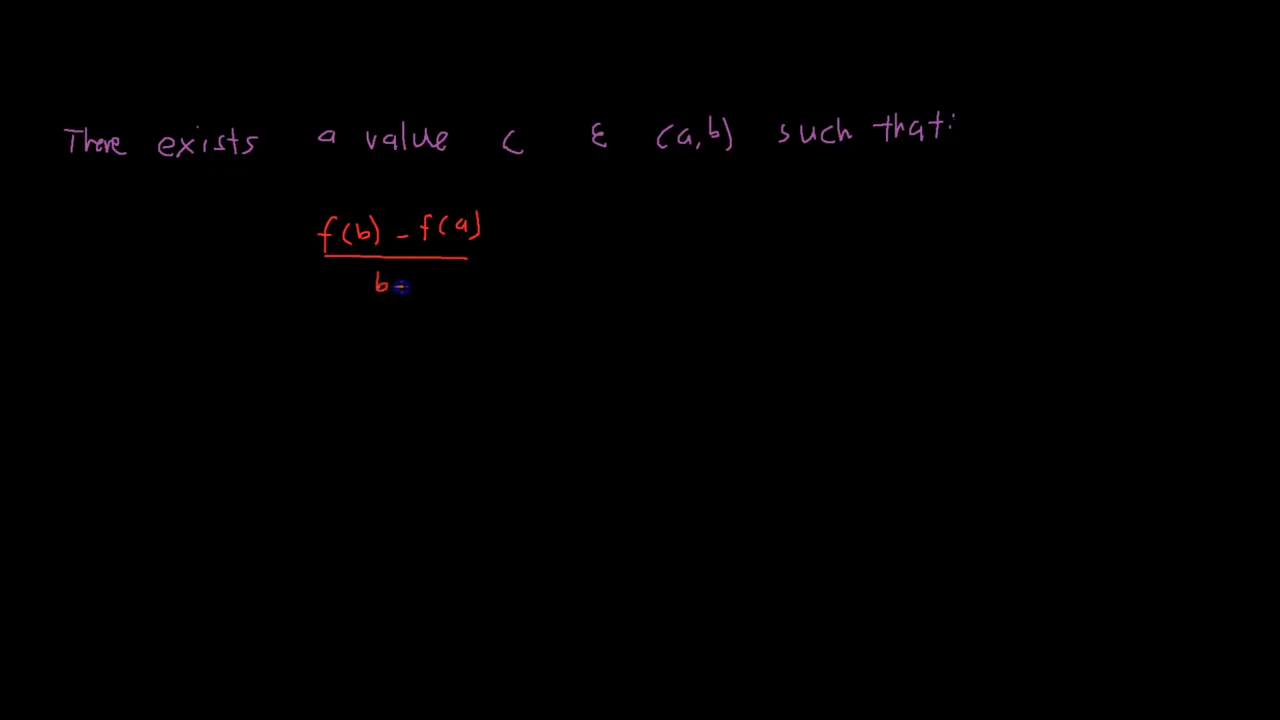 There exists a value c ε (a,b) such that:
f(b) - f(a)
b -